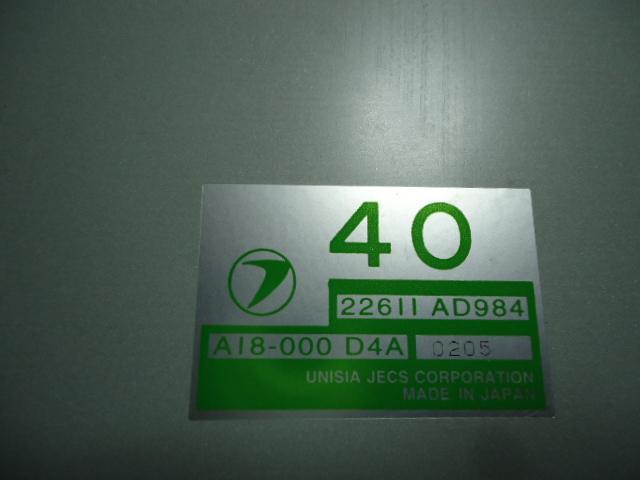 40
22611 AD984
A18-000 D4A 0205
UNISIA JECS CORPORATION
MADE IN JAPAN